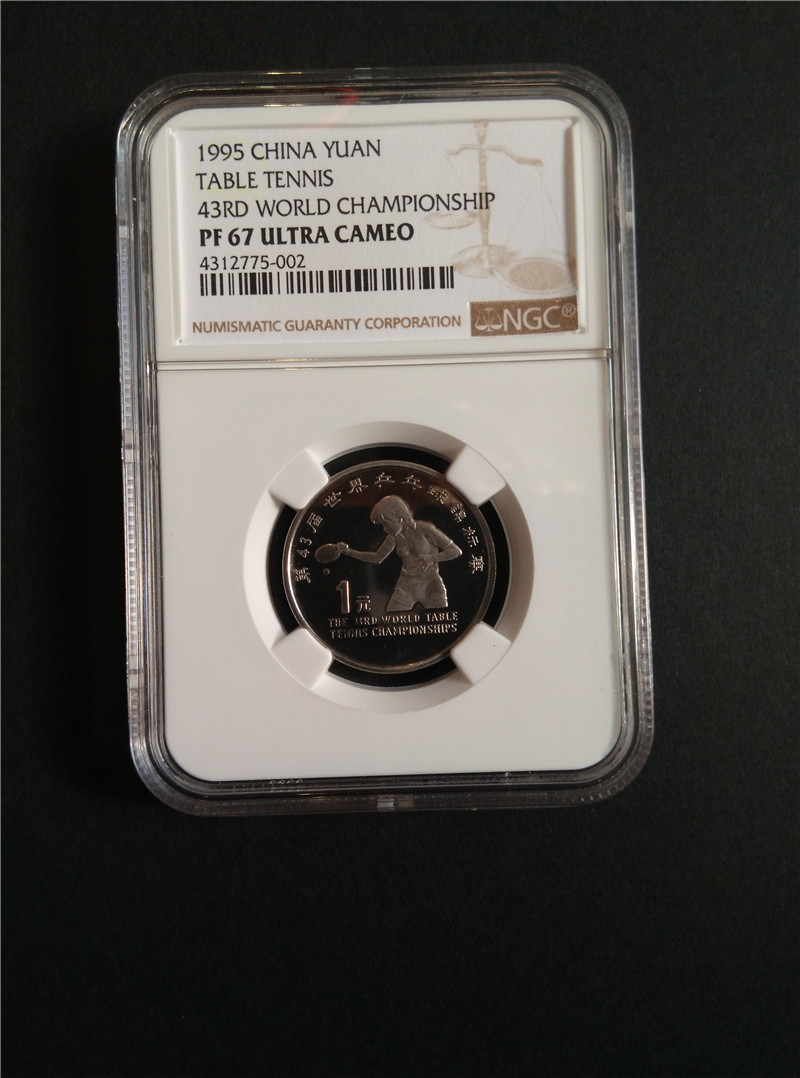 1995 CHINA YUAN
TABLE TENNIS
43RD WORLD CHAMPIONSHIP
PF 67 ULTRA CAMEO
4312775-002
NUMISMATIC GUARANTY CORPORATION NGC®
第43届世界乒乓球锦标赛
1元
THE 43RD WORLD TABLE
TENNIS CHAMPIONSHIPS